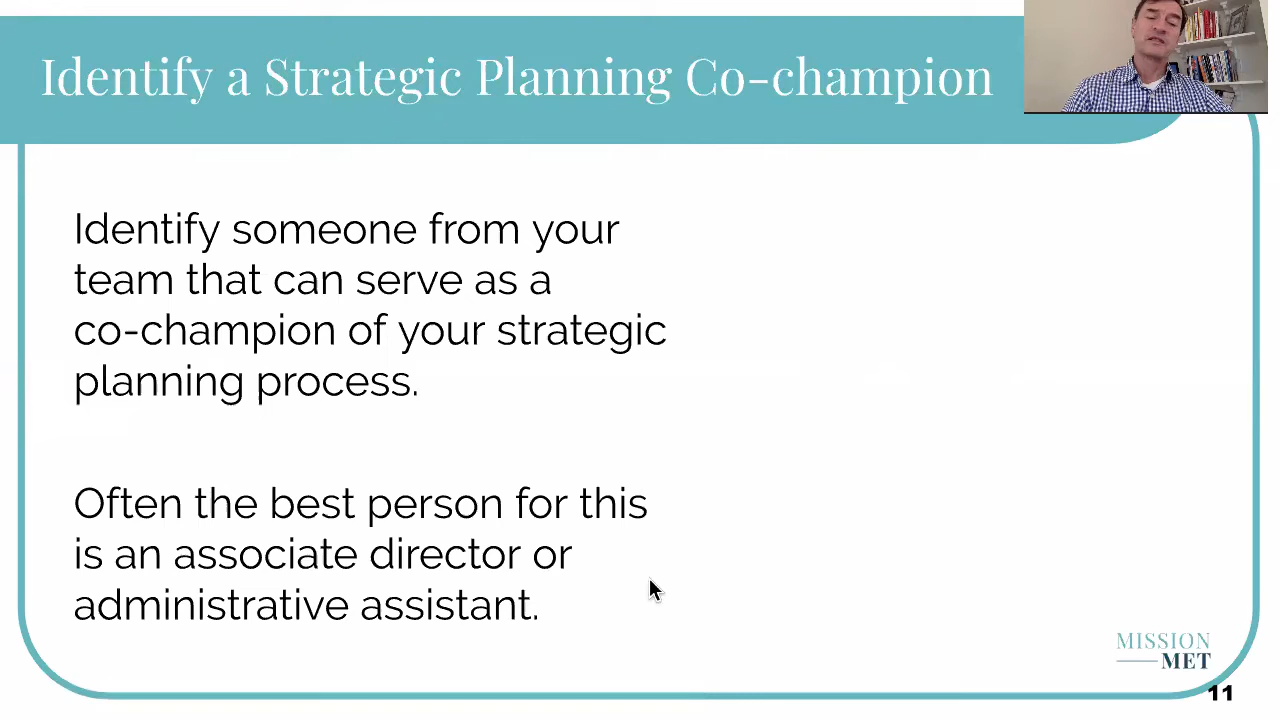 Identify a Strategic Planning Co-champion
Identify someone from your
team that can serve as a
co-champion of your strategic
planning process.
Often the best person for this
is an associate director or
administrative assistant.
MISSION
MET
11